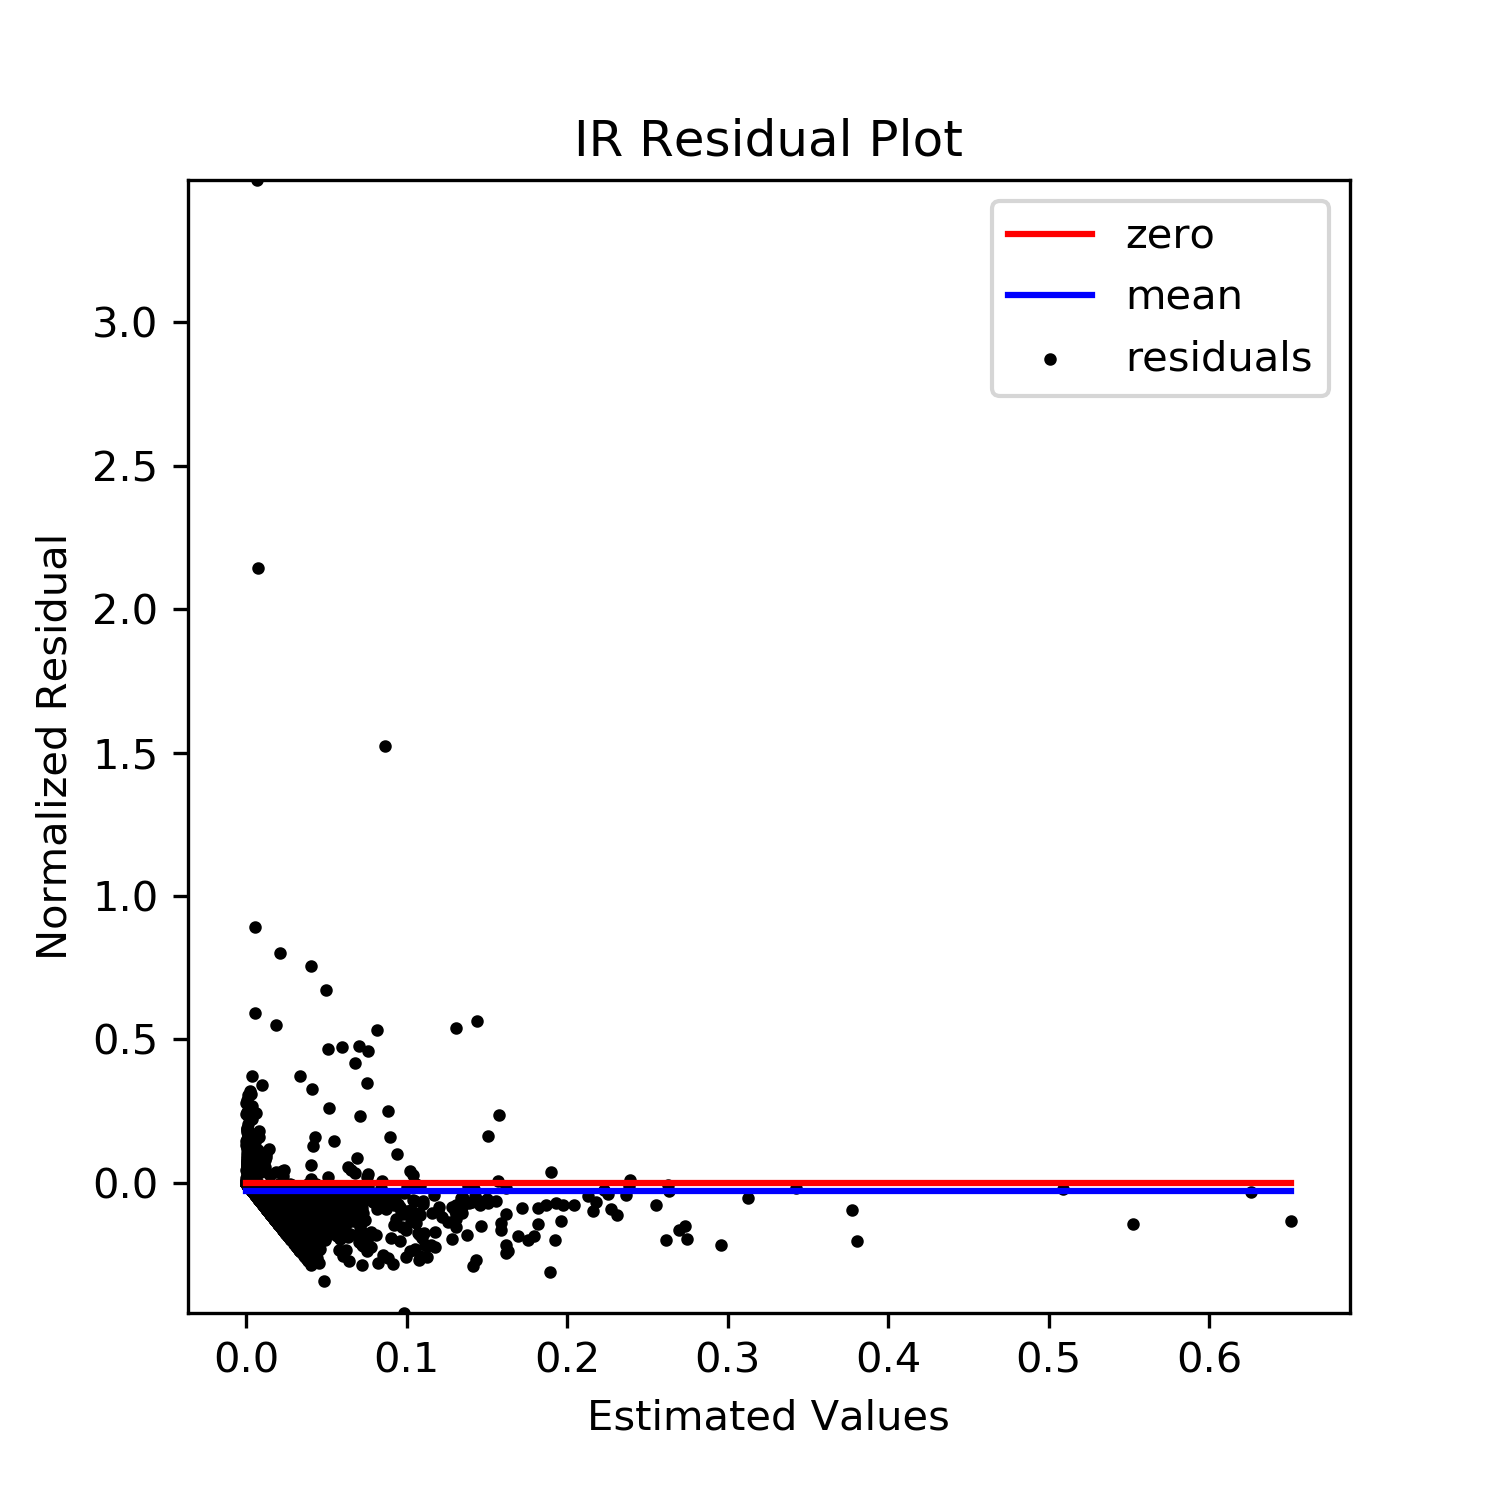 IR Residual Plot
zero
mean
residuals
3.0
2.5
2.0
1.5
1.0
0.5
0.0
Normalized Residual
0.0 0.1 0.2 0.3 0.4 0.5 0.6
Estimated Values